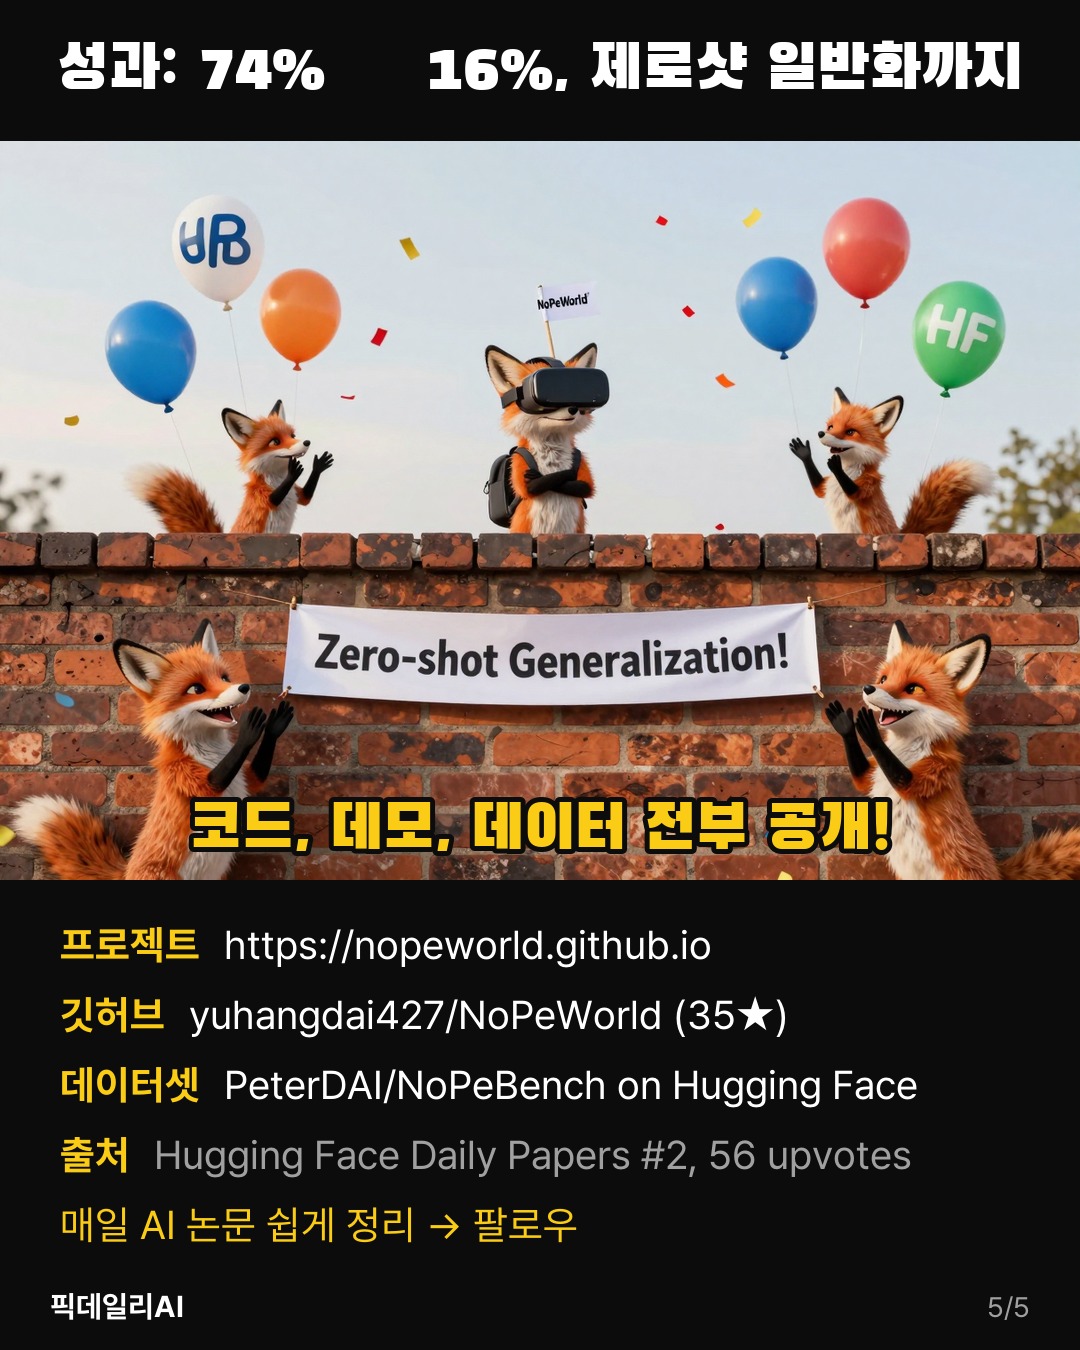 성과: 74% 16%, 제로샷 일반화까지
NoPeWorld
HF
Zero-shot Generalization!
코드, 데모, 데이터 전부 공개!
프로젝트 https://nopeworld.github.io
깃허브 yuhangdai427/NoPeWorld (35★)
데이터셋 PeterDAI/NoPeBench on Hugging Face
출처 Hugging Face Daily Papers #2, 56 upvotes
매일 AI 논문 쉽게 정리 → 팔로우
픽데일리AI
5/5